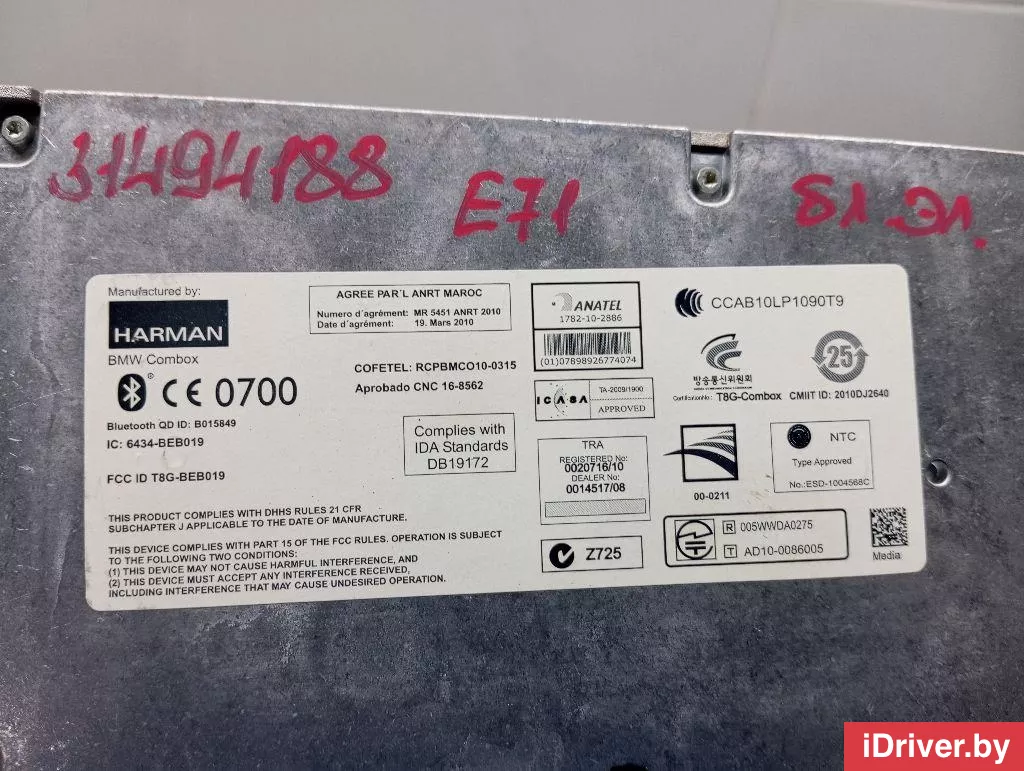 31494188
E71
81 Эл.
Manufactured by:
HARMAN
BMW Combox
CE 0700
Bluetooth QD ID: B015849
IC: 6434-BEB019
FCC ID T8G-BEB019
AGREE PAR´L ANRT MAROC
Numero d´agrément: MR 5451 ANRT 2010
Date d´agrément: 19. Mars 2010
COFETEL: RCPBMCO10-0315
Aprobado CNC 16-8562
Complies with
IDA Standards
DB19172
THIS PRODUCT COMPLIES WITH DHHS RULES 21 CFR
SUBCHAPTER J APPLICABLE TO THE DATE OF MANUFACTURE.
THIS DEVICE COMPLIES WITH PART 15 OF THE FCC RULES. OPERATION IS SUBJECT
TO THE FOLLOWING TWO CONDITIONS:
(1) THIS DEVICE MAY NOT CAUSE HARMFUL INTERFERENCE, AND
(2) THIS DEVICE MUST ACCEPT ANY INTERFERENCE RECEIVED,
INCLUDING INTERFERENCE THAT MAY CAUSE UNDESIRED OPERATION.
ANATEL
1782-10-2886
(01)07898926774074
ICASA
TA-2009/1900
APPROVED
TRA
REGISTERED No:
0020716/10
DEALER No:
0014517/08
Z725
CCAB10LP1090T9
방송통신위원회
25
Certification No.: T8G-Combox CMIIT ID: 2010DJ2640
00-0211
NTC
Type Approved
No.:ESD-1004568C
R 005WWDA0275
T AD10-0086005
Media
iDriver.by